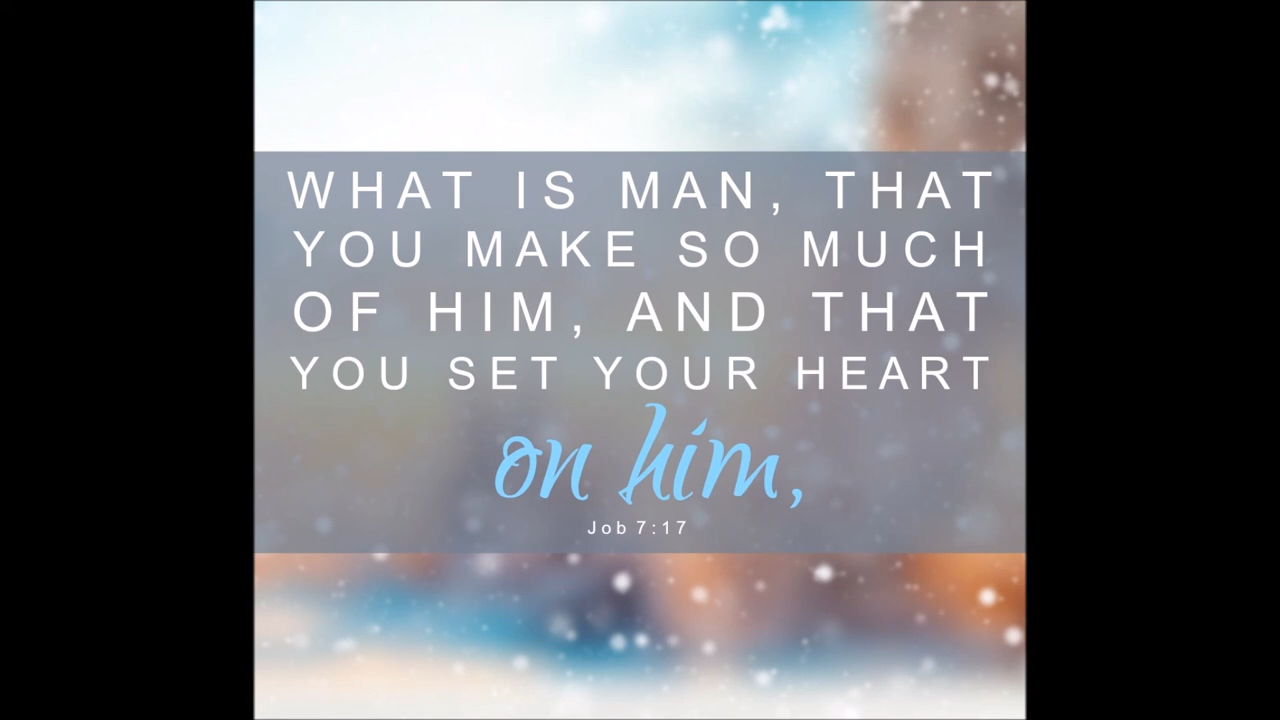 WHAT IS MAN, THAT
YOU MAKE SO MUCH
OF HIM, AND THAT
YOU SET YOUR HEART
on him,
Job 7:17